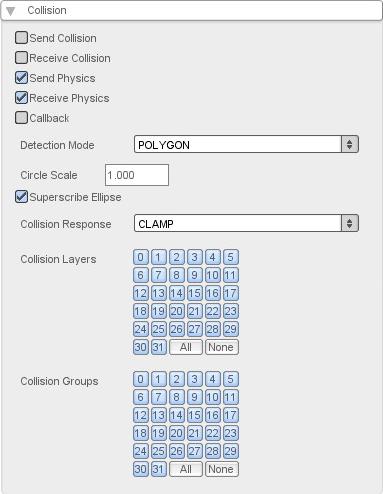 Collision
Send Collision
Receive Collision
Send Physics
Receive Physics
Callback
Detection Mode POLYGON
Circle Scale 1.000
Superscribe Ellipse
Collision Response CLAMP
Collision Layers 0 1 2 3 4 5
6 7 8 9 10 11
12 13 14 15 16 17
18 19 20 21 22 23
24 25 26 27 28 29
30 31 All None
Collision Groups 0 1 2 3 4 5
6 7 8 9 10 11
12 13 14 15 16 17
18 19 20 21 22 23
24 25 26 27 28 29
30 31 All None